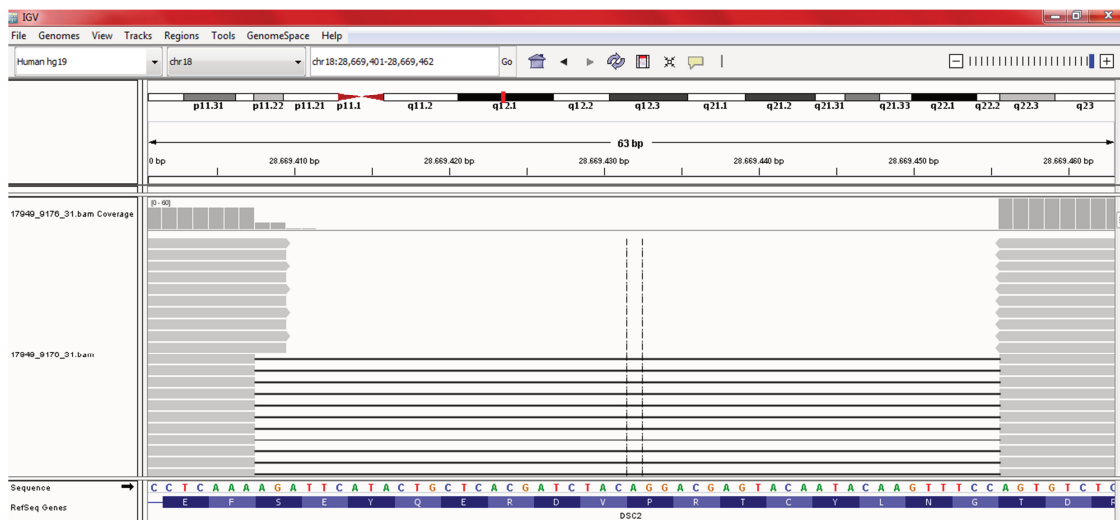 IGV
File Genomes View Tracks Regions Tools GenomeSpace Help
Human hg19 chr18 chr18:28,669,401-28,669,462 Go
p11.31 p11.22 p11.21 p11.1 q11.2 q12.1 q12.2 q12.3 q21.1 q21.2 q21.31 q21.33 q22.1 q22.2 q22.3 q23
63 bp
0 bp 28.669.410 bp 28.669.420 bp 28.669.430 bp 28.669.440 bp 28.669.450 bp 28.669.460 bp
[0 - 60]
17949_9176_31.bam Coverage
17949_9176_31.bam
Sequence C C T C A A A A G A T T C A T A C T G C T C A C G A T C T A C A G G A C G A G T A C A A T A C A A G T T T C C A G T G T C T C
RefSeq Genes E F S E Y Q E R D V P R T C Y L N G T D R
DSC2